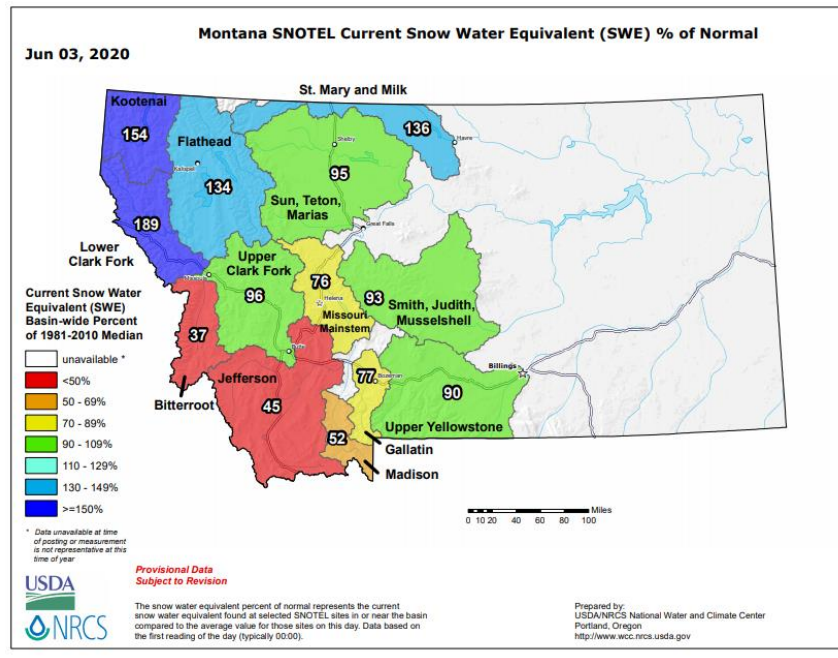 Montana SNOTEL Current Snow Water Equivalent (SWE) % of Normal
Jun 03, 2020
St. Mary and Milk
Kootenai
154
136
Havre
Flathead
Shelby
Kalispell
134
95
Sun, Teton,
Marias
189
Great Falls
Lower
Clark Fork
Upper
Clark Fork
Missoula
96
76
Helena
Missouri
Mainstem
93
Smith, Judith,
Musselshell
Current Snow Water
Equivalent (SWE)
Basin-wide Percent
of 1981-2010 Median
unavailable *
<50%
50 - 69%
70 - 89%
90 - 109%
110 - 129%
130 - 149%
>=150%
* Data unavailable at time
of posting or measurement
is not representative at this
time of year
37
Bitterroot
Butte
Jefferson
45
77
Bozeman
Billings
90
Upper Yellowstone
52
Gallatin
Madison
Miles
0 10 20 40 60 80 100
Provisional Data
Subject to Revision
USDA
NRCS
The snow water equivalent percent of normal represents the current
snow water equivalent found at selected SNOTEL sites in or near the basin
compared to the average value for those sites on this day. Data based on
the first reading of the day (typically 00:00).
Prepared by:
USDA/NRCS National Water and Climate Center
Portland, Oregon
http://www.wcc.nrcs.usda.gov